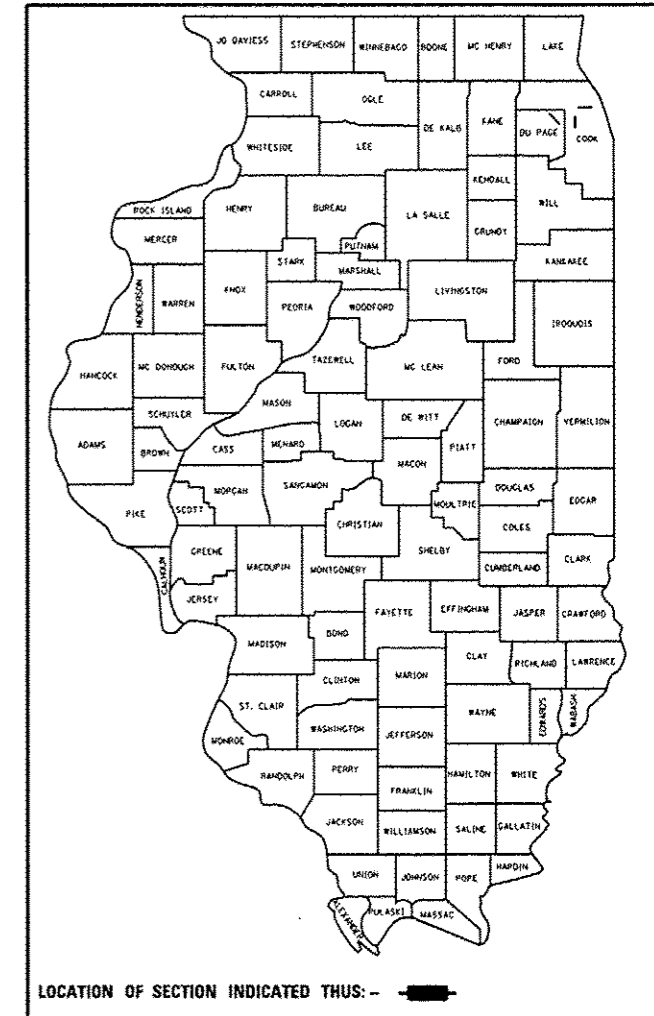 JO DAVIESS STEPHENSON WINNEBAGO BOONE MC HENRY LAKE
CARROLL OGLE DE KALB KANE DU PAGE COOK
WHITESIDE LEE
KENDALL WILL
ROCK ISLAND HENRY BUREAU LA SALLE GRUNDY
MERCER PUTNAM KANKAKEE
STARK MARSHALL
HENDERSON WARREN KNOX PEORIA WOODFORD LIVINGSTON IROQUOIS
HANCOCK MC DONOUGH FULTON TAZEWELL MC LEAN FORD
SCHUYLER MASON LOGAN DE WITT CHAMPAIGN VERMILION
ADAMS BROWN CASS MENARD PIATT
MACON
PIKE SCOTT MORGAN SANGAMON MOULTRIE DOUGLAS EDGAR
CHRISTIAN COLES
CALHOUN GREENE MACOUPIN MONTGOMERY SHELBY CUMBERLAND CLARK
JERSEY
FAYETTE EFFINGHAM JASPER CRAWFORD
MADISON BOND
CLAY RICHLAND LAWRENCE
CLINTON MARION
ST. CLAIR WAYNE EDWARDS WABASH
MONROE WASHINGTON JEFFERSON
RANDOLPH PERRY HAMILTON WHITE
FRANKLIN
JACKSON WILLIAMSON SALINE GALLATIN
UNION JOHNSON POPE HARDIN
ALEXANDER PULASKI MASSAC
LOCATION OF SECTION INDICATED THUS: -